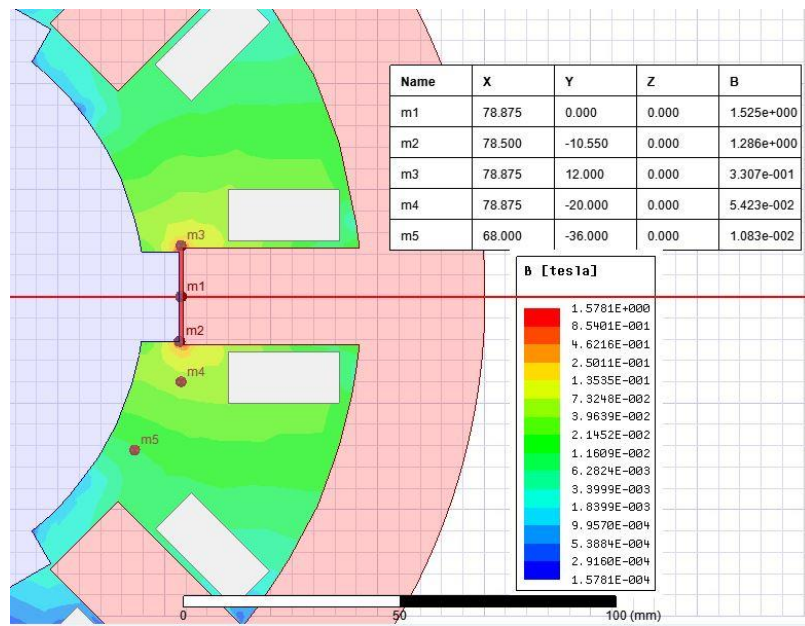 Name X Y Z B
m1 78.875 0.000 0.000 1.525e+000
m2 78.500 -10.550 0.000 1.286e+000
m3 78.875 12.000 0.000 3.307e-001
m4 78.875 -20.000 0.000 5.423e-002
m5 68.000 -36.000 0.000 1.083e-002
m3
m1
m2
m4
m5
B [tesla]
1.5781E+000
8.5401E-001
4.6216E-001
2.5011E-001
1.3535E-001
7.3248E-002
3.9639E-002
2.1452E-002
1.1609E-002
6.2824E-003
3.3999E-003
1.8399E-003
9.9570E-004
5.3884E-004
2.9160E-004
1.5781E-004
0 50 100 (mm)